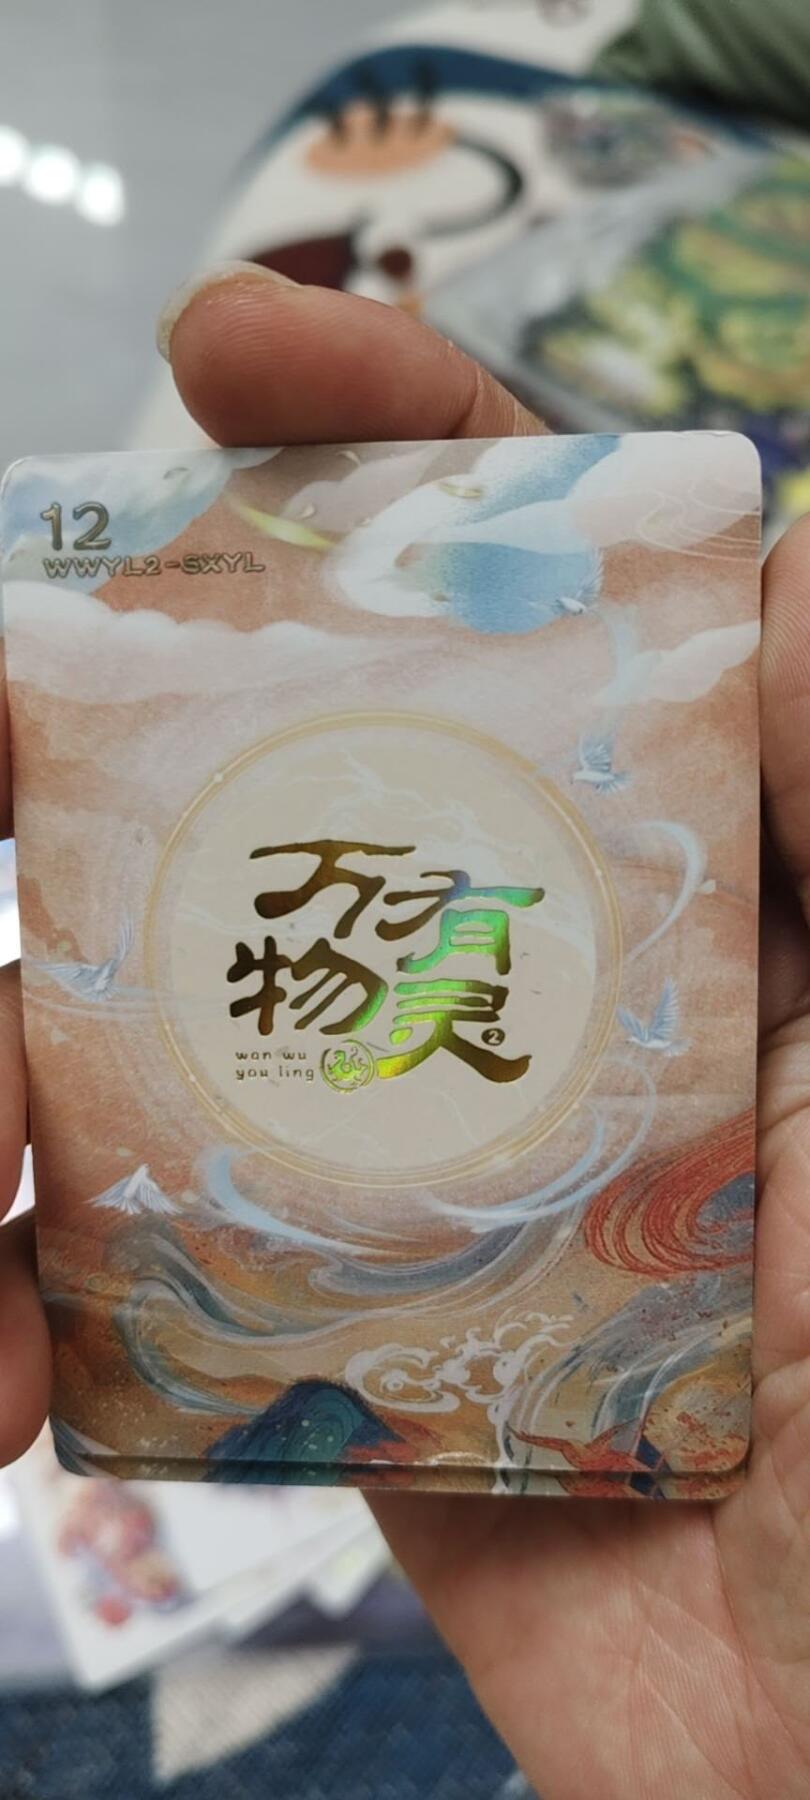 12
WWYL2-SXYL
万物有灵
2
wan wu
you ling